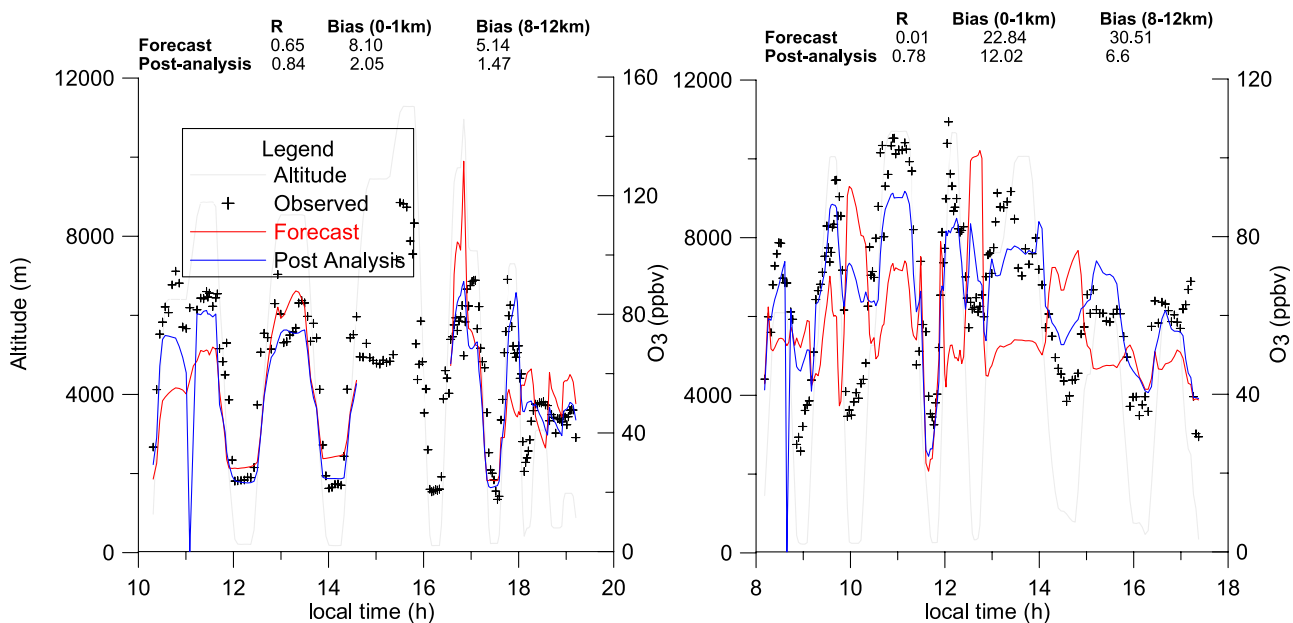 R Bias (0-1km) Bias (8-12km)
Forecast 0.65 8.10 5.14
Post-analysis 0.84 2.05 1.47
12000
8000
4000
0
Altitude (m)
160
120
80
40
0
O3 (ppbv)
Legend
Altitude
Observed
Forecast
Post Analysis
10 12 14 16 18 20
local time (h)
R Bias (0-1km) Bias (8-12km)
Forecast 0.01 22.84 30.51
Post-analysis 0.78 12.02 6.6
12000
8000
4000
0
120
80
40
0
O3 (ppbv)
8 10 12 14 16 18
local time (h)